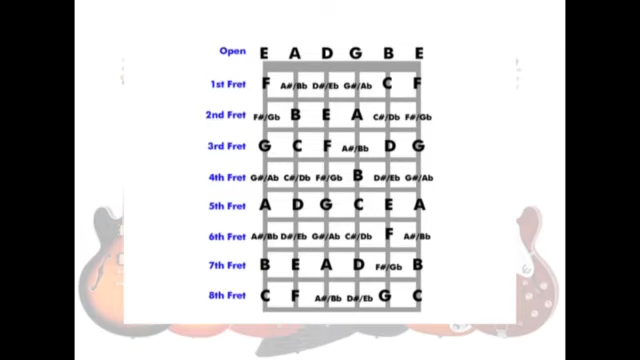 Open E A D G B E
1st Fret F A#/Bb D#/Eb G#/Ab C F
2nd Fret F#/Gb B E A C#/Db F#/Gb
3rd Fret G C F A#/Bb D G
4th Fret G#/Ab C#/Db F#/Gb B D#/Eb G#/Ab
5th Fret A D G C E A
6th Fret A#/Bb D#/Eb G#/Ab C#/Db F A#/Bb
7th Fret B E A D F#/Gb B
8th Fret C F A#/Bb D#/Eb G C